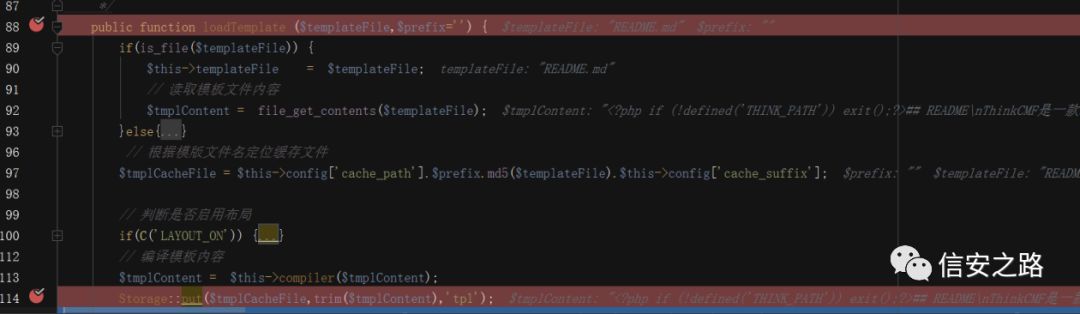 87 */
88 public function loadTemplate ($templateFile,$prefix='') { $templateFile: "README.md" $prefix: ""
89 if(is_file($templateFile)) {
90 $this->templateFile = $templateFile; templateFile: "README.md"
91 // 读取模板文件内容
92 $tmplContent = file_get_contents($templateFile); $tmplContent: "<?php if (!defined('THINK_PATH')) exit();?>## README\nThinkCMF是一款
93 }else{...}
96 // 根据模版文件名定位缓存文件
97 $tmplCacheFile = $this->config['cache_path'].$prefix.md5($templateFile).$this->config['cache_suffix']; $prefix: "" $templateFile: "READM
98
99 // 判断是否启用布局
100 if(C('LAYOUT_ON')) {...}
112 // 编译模板内容
113 $tmplContent = $this->compiler($tmplContent);
114 Storage::put($tmplCacheFile,trim($tmplContent),'tpl'); $tmplContent: "<?php if (!defined('THINK_PATH')) exit();?>## README\nThinkCMF是一款
信安之路